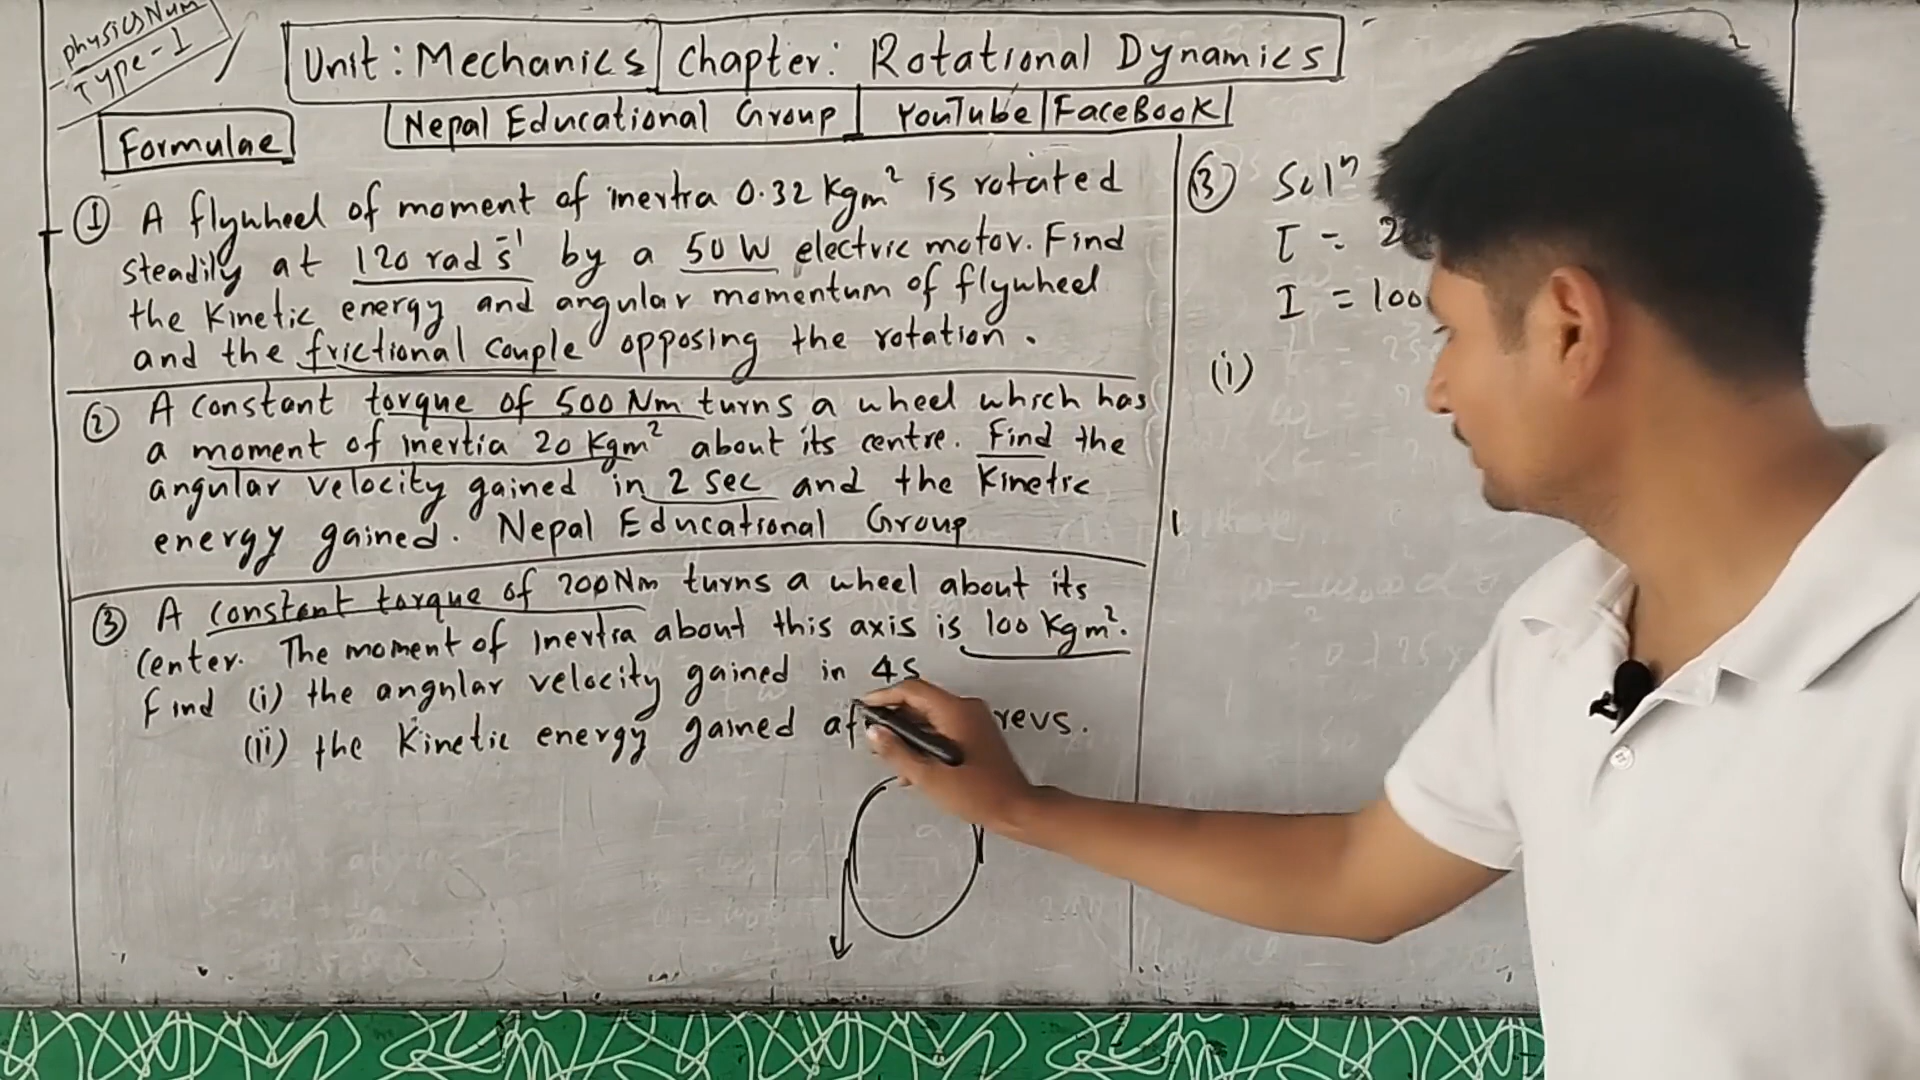 physics Num
Type-I
Unit: Mechanics Chapter: Rotational Dynamics
Nepal Educational Group YouTube FaceBook
Formulae
① A flywheel of moment of inertra 0.32 Kgm² is rotated
steadily at 120 rad s⁻¹ by a 50 W electric motor. Find
the Kinetic energy and angular momentum of flywheel
and the frictional couple opposing the rotation.
② A constant torque of 500 Nm turns a wheel which has
a moment of inertia 20 Kgm² about its centre. Find the
angular velocity gained in 2 sec and the Kinetic
energy gained. Nepal Educational Group
③ A constant torque of 200Nm turns a wheel about its
center. The moment of Inertra about this axis is 100 Kgm².
Find (i) the angular velocity gained in 4s
(ii) the Kinetic energy gained revs.
③ Solⁿ
τ = 2
I = 100
(i)